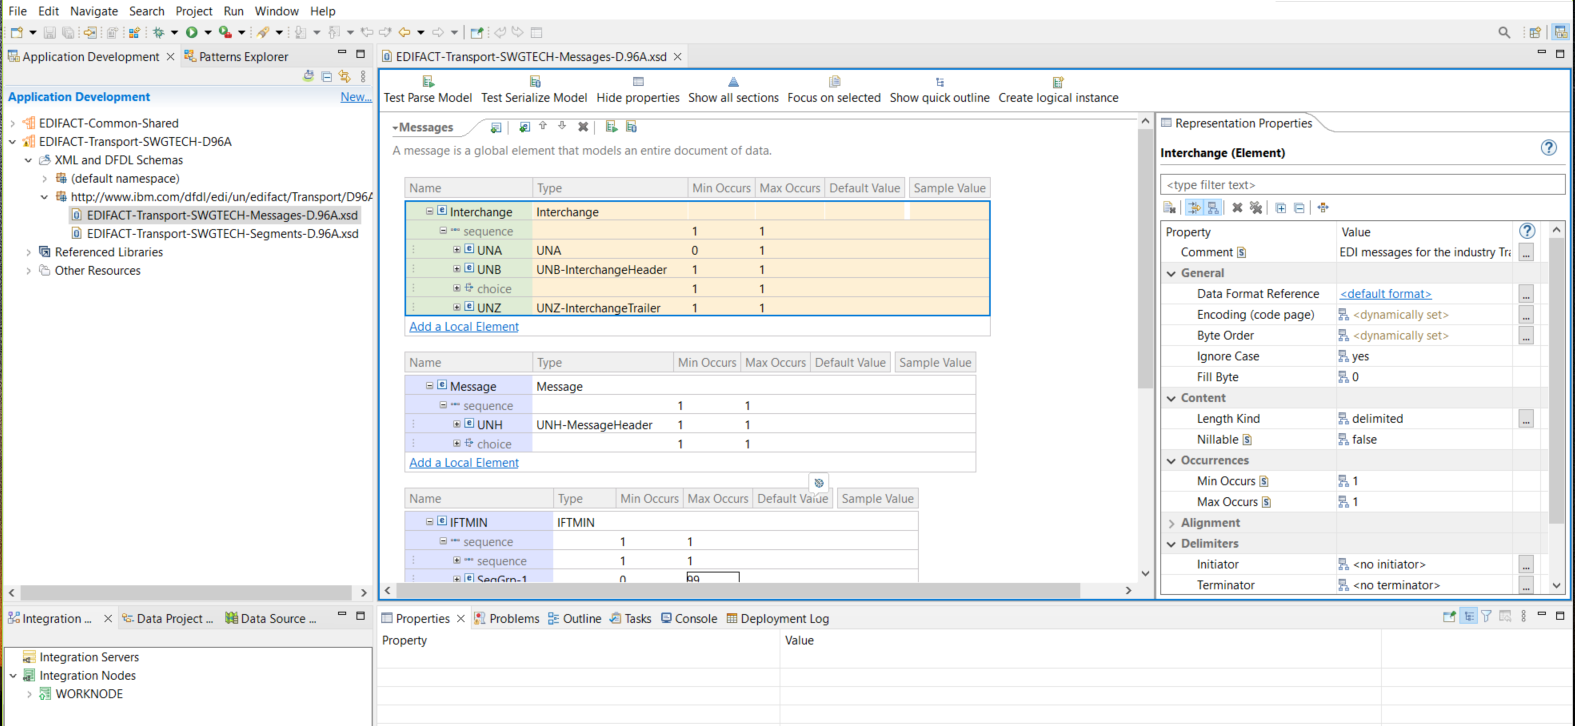 File Edit Navigate Search Project Run Window Help
Application Development Patterns Explorer
Application Development New...
EDIFACT-Common-Shared
EDIFACT-Transport-SWGTECH-D96A
XML and DFDL Schemas
(default namespace)
http://www.ibm.com/dfdl/edi/un/edifact/Transport/D96A
EDIFACT-Transport-SWGTECH-Messages-D.96A.xsd
EDIFACT-Transport-SWGTECH-Segments-D.96A.xsd
Referenced Libraries
Other Resources
EDIFACT-Transport-SWGTECH-Messages-D.96A.xsd
Test Parse Model Test Serialize Model Hide properties Show all sections Focus on selected Show quick outline Create logical instance
Messages
A message is a global element that models an entire document of data.
Name Type Min Occurs Max Occurs Default Value Sample Value
Interchange Interchange
sequence 1 1
UNA UNA 0 1
UNB UNB-InterchangeHeader 1 1
choice 1 1
UNZ UNZ-InterchangeTrailer 1 1
Add a Local Element
Name Type Min Occurs Max Occurs Default Value Sample Value
Message Message
sequence 1 1
UNH UNH-MessageHeader 1 1
choice 1 1
Add a Local Element
Name Type Min Occurs Max Occurs Default Value Sample Value
IFTMIN IFTMIN
sequence 1 1
sequence 1 1
SegGrp-1 0 99
Representation Properties
Interchange (Element)
<type filter text>
Property Value
Comment EDI messages for the industry Tra ...
General
Data Format Reference <default format> ...
Encoding (code page) <dynamically set> ...
Byte Order <dynamically set> ...
Ignore Case yes
Fill Byte 0
Content
Length Kind delimited ...
Nillable false
Occurrences
Min Occurs 1
Max Occurs 1
Alignment
Delimiters
Initiator <no initiator> ...
Terminator <no terminator> ...
Integration ... Data Project ... Data Source ...
Integration Servers
Integration Nodes
WORKNODE
Properties Problems Outline Tasks Console Deployment Log
Property Value